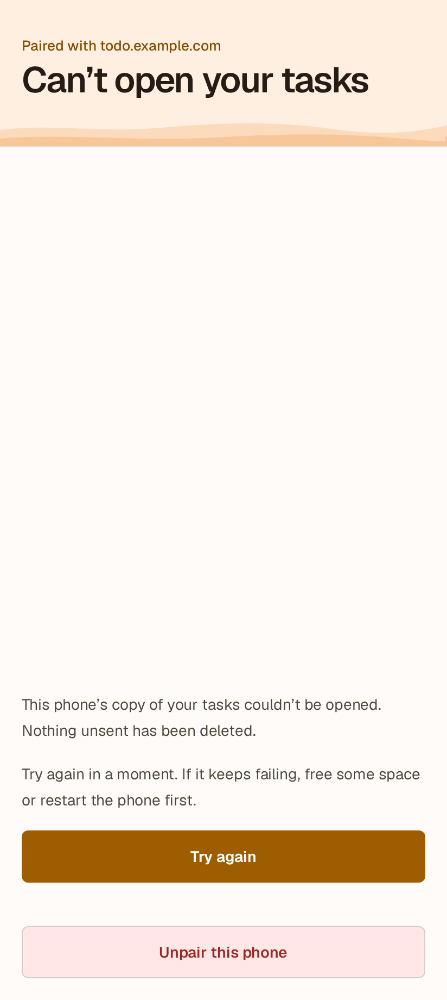 Paired with todo.example.com
Can’t open your tasks
This phone’s copy of your tasks couldn’t be opened.
Nothing unsent has been deleted.
Try again in a moment. If it keeps failing, free some space
or restart the phone first.
Try again
Unpair this phone